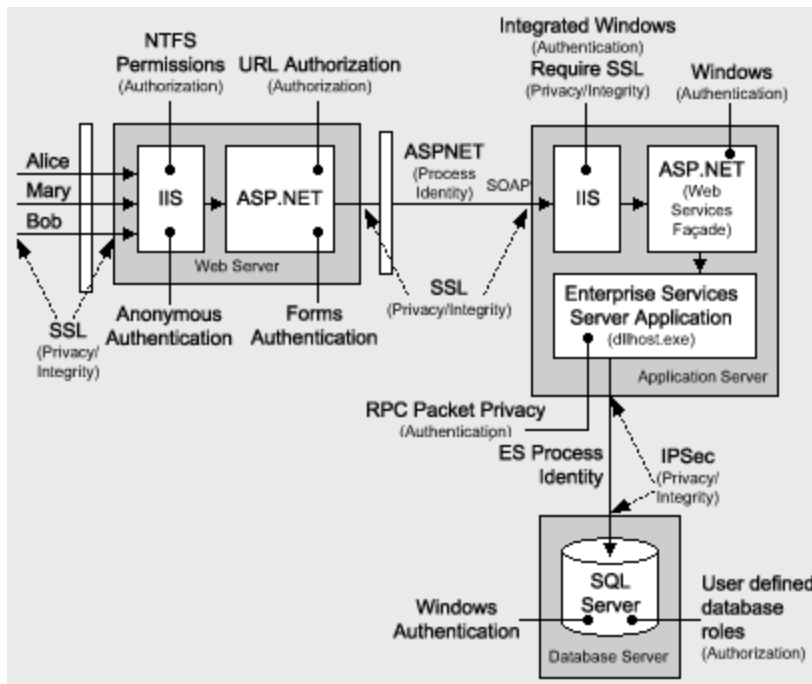 NTFS
Permissions
(Authorization)
URL Authorization
(Authorization)
Integrated Windows
(Authentication)
Require SSL
(Privacy/Integrity)
Windows
(Authentication)
Alice
Mary
Bob
IIS
ASP.NET
Web Server
ASPNET
(Process
Identity)
SOAP
IIS
ASP.NET
(Web
Services
Façade)
SSL
(Privacy/
Integrity)
Anonymous
Authentication
Forms
Authentication
SSL
(Privacy/Integrity)
Enterprise Services
Server Application
(dllhost.exe)
Application Server
RPC Packet Privacy
(Authentication)
ES Process
Identity
IPSec
(Privacy/
Integrity)
SQL
Server
Windows
Authentication
User defined
database
roles
(Authorization)
Database Server